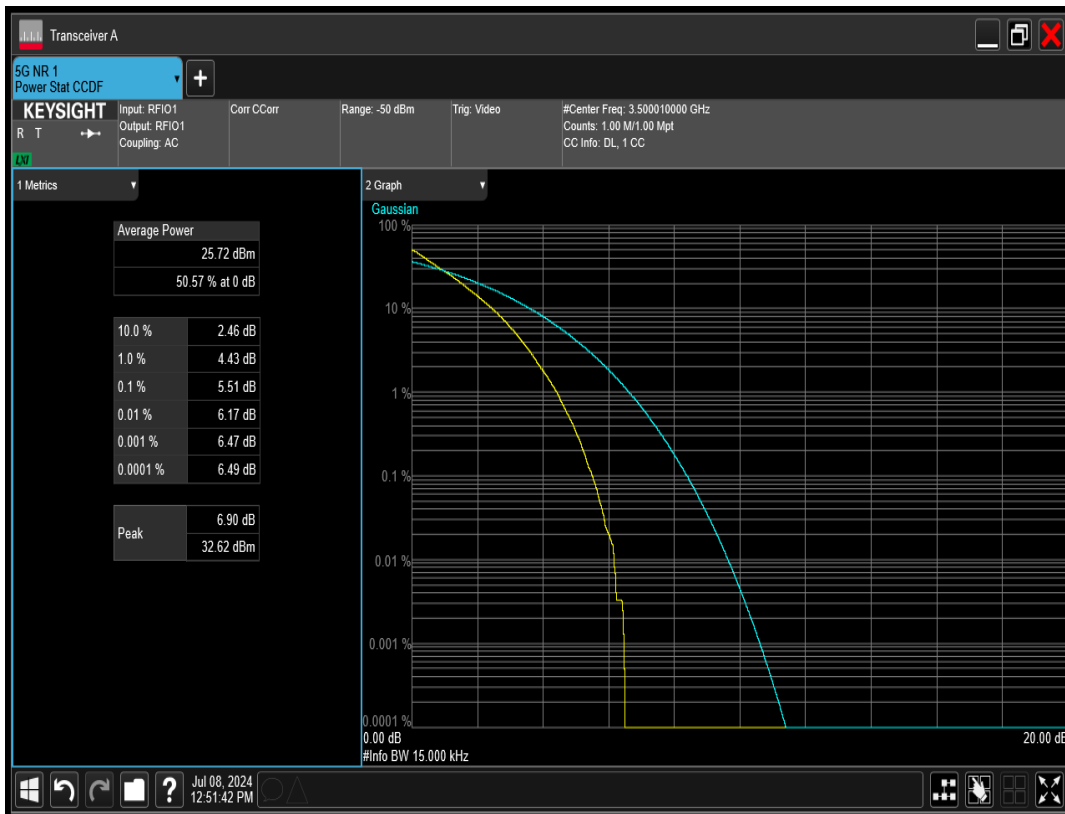 Transceiver A
5G NR 1
Power Stat CCDF
+
KEYSIGHT
R T
LXI
Input: RFIO1
Output: RFIO1
Coupling: AC
Corr CCorr
Range: -50 dBm
Trig: Video
#Center Freq: 3.500010000 GHz
Counts: 1.00 M/1.00 Mpt
CC Info: DL, 1 CC
1 Metrics
Average Power
25.72 dBm
50.57 % at 0 dB
10.0 % 2.46 dB
1.0 % 4.43 dB
0.1 % 5.51 dB
0.01 % 6.17 dB
0.001 % 6.47 dB
0.0001 % 6.49 dB
Peak 6.90 dB
32.62 dBm
2 Graph
Gaussian
100 %
10 %
1 %
0.1 %
0.01 %
0.001 %
0.0001 %
0.00 dB 20.00 dB
#Info BW 15.000 kHz
?
Jul 08, 2024
12:51:42 PM